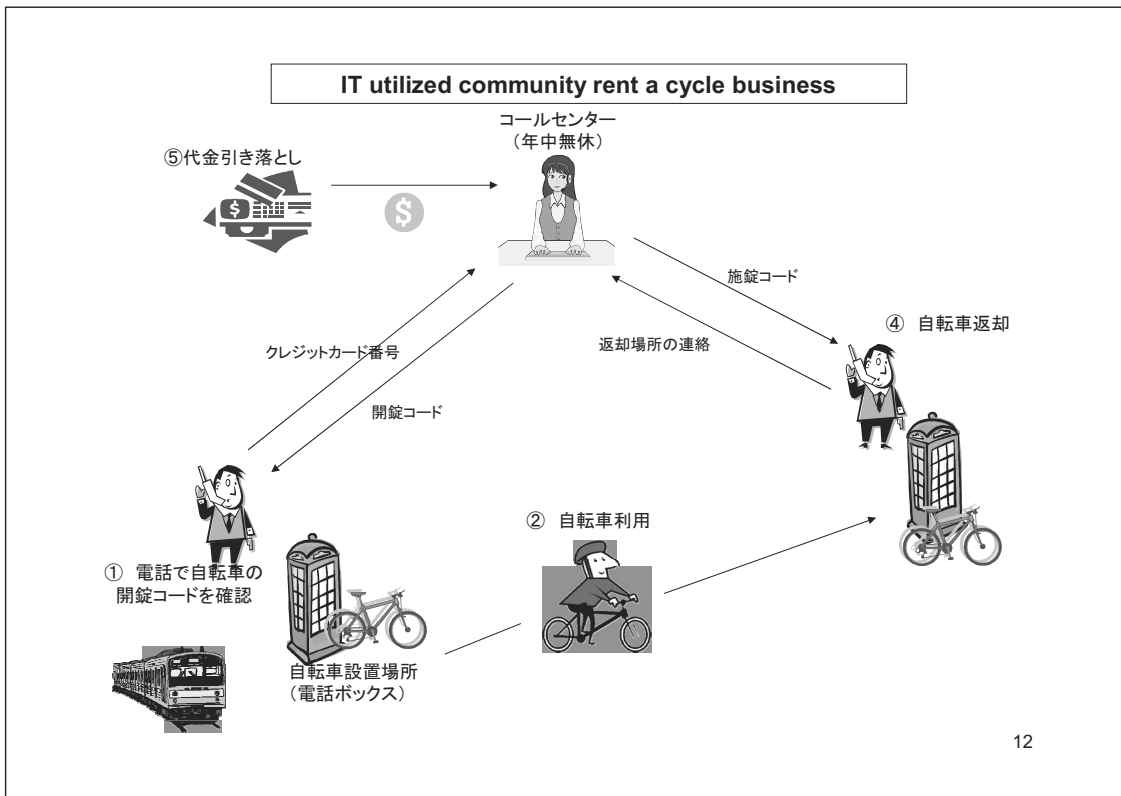 IT utilized community rent a cycle business
コールセンター
（年中無休）
⑤代金引き落とし
$
$
施錠コード
④ 自転車返却
クレジットカード番号
返却場所の連絡
開錠コード
② 自転車利用
① 電話で自転車の
開錠コードを確認
自転車設置場所
（電話ボックス）
12